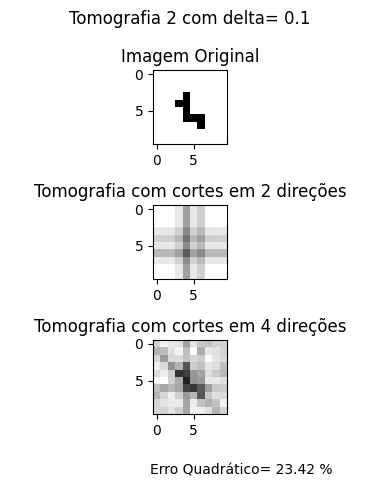 Tomografia 2 com delta= 0.1
Imagem Original
0
5
0
5
Tomografia com cortes em 2 direções
0
5
0
5
Tomografia com cortes em 4 direções
0
5
0
5
Erro Quadrático= 23.42 %